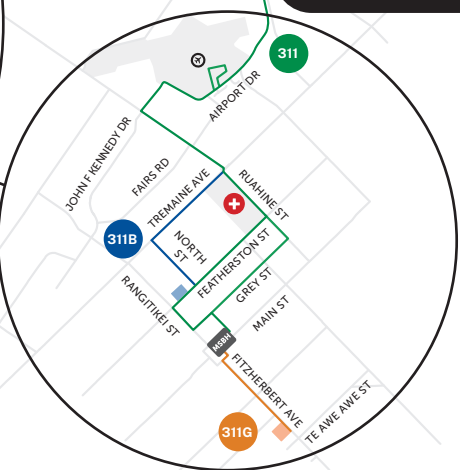 311
AIRPORT DR
JOHN F KENNEDY DR
FAIRS RD
TREMAINE AVE
RUAHINE ST
311B
NORTH
ST
FEATHERSTON ST
GREY ST
RANGITIKEI ST
MAIN ST
MSBH
FITZHERBERT AVE
TE AWE AWE ST
311G